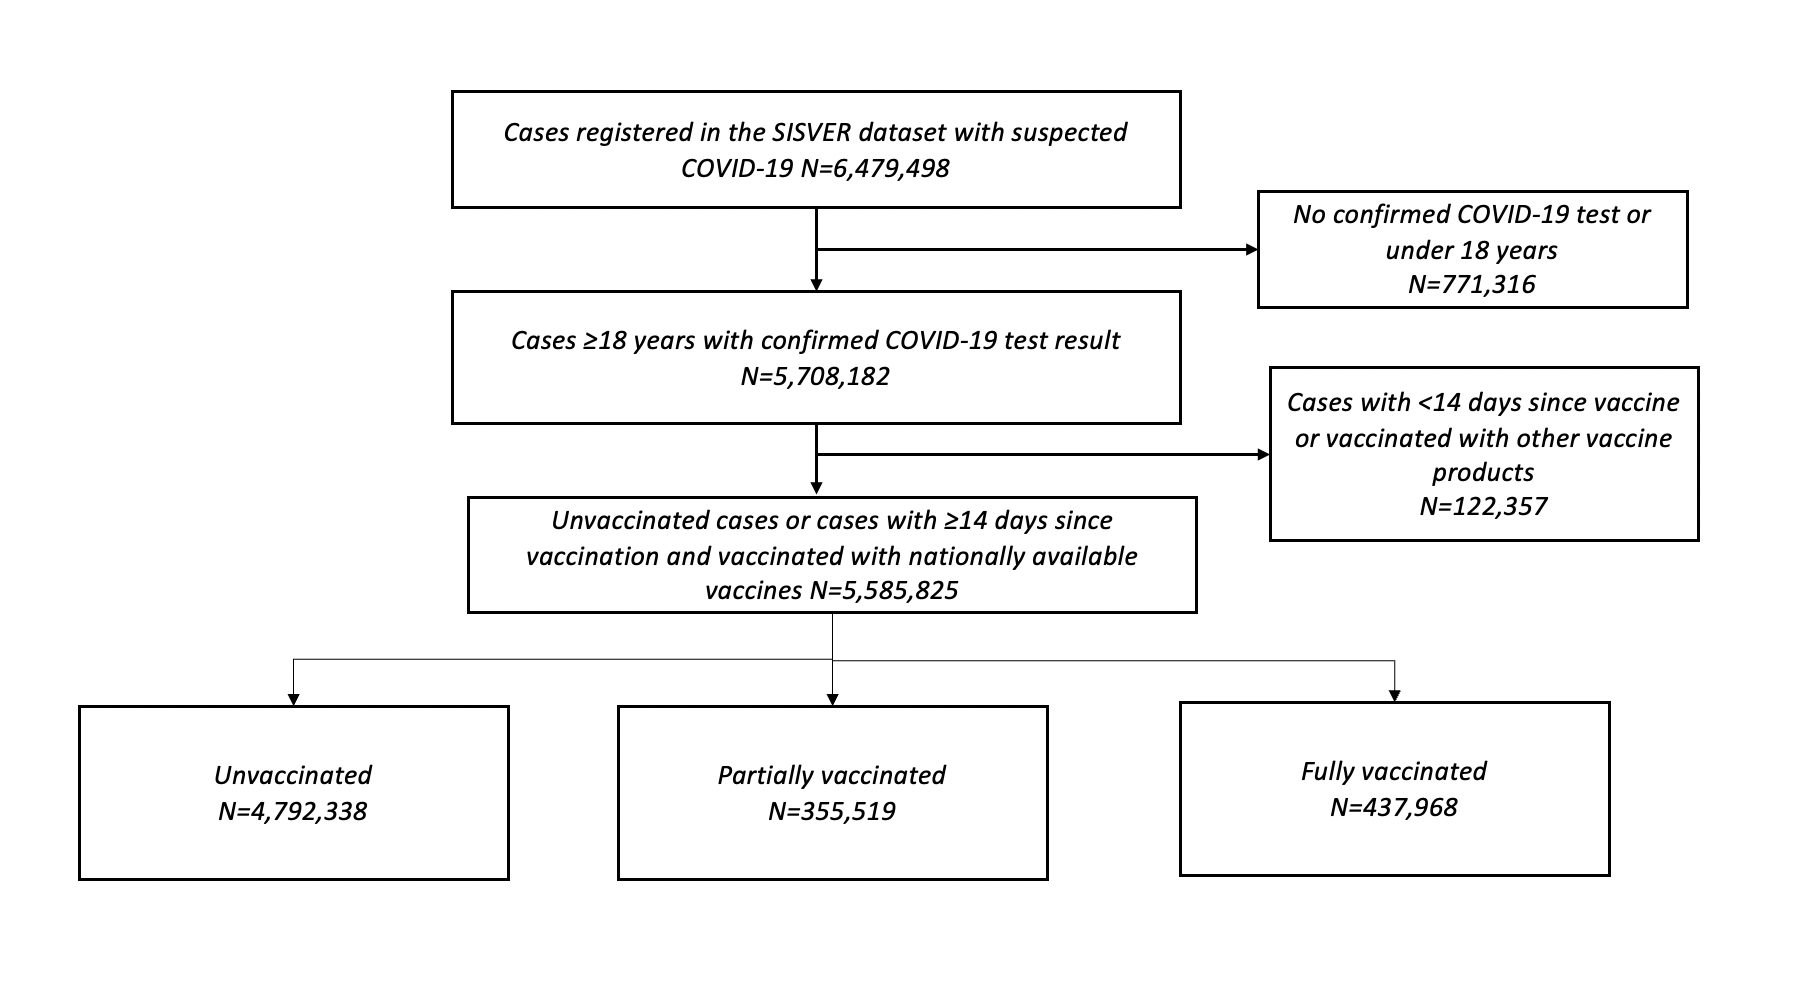 Cases registered in the SISVER dataset with suspected
COVID-19 N=6,479,498
No confirmed COVID-19 test or
under 18 years
N=771,316
Cases ≥18 years with confirmed COVID-19 test result
N=5,708,182
Cases with <14 days since vaccine
or vaccinated with other vaccine
products
N=122,357
Unvaccinated cases or cases with ≥14 days since
vaccination and vaccinated with nationally available
vaccines N=5,585,825
Unvaccinated
N=4,792,338
Partially vaccinated
N=355,519
Fully vaccinated
N=437,968